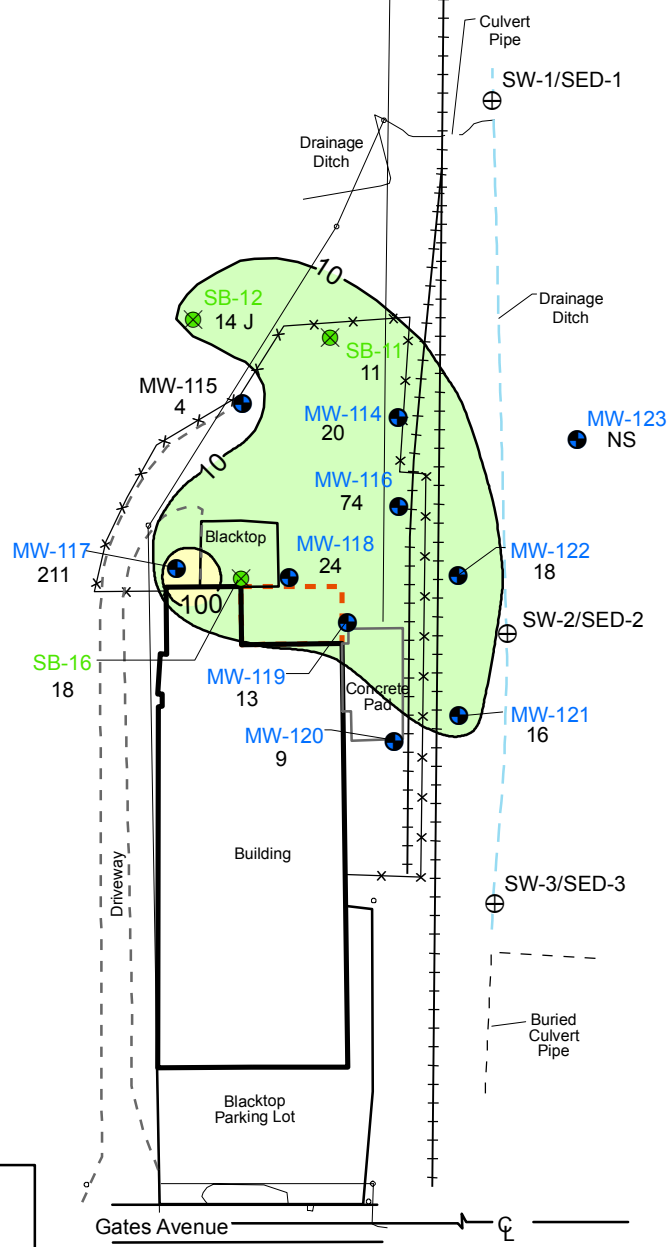 Culvert
Pipe
SW-1/SED-1
Drainage
Ditch
10
SB-12
14 J
Drainage
Ditch
SB-11
11
MW-115
4
MW-114
20
MW-123
NS
10
MW-116
74
Blacktop
MW-117
211
MW-118
24
MW-122
18
100
SW-2/SED-2
SB-16
18
MW-119
13
Concrete
Pad
MW-121
16
MW-120
9
Building
Driveway
SW-3/SED-3
Buried
Culvert
Pipe
Blacktop
Parking Lot
Gates Avenue
CL